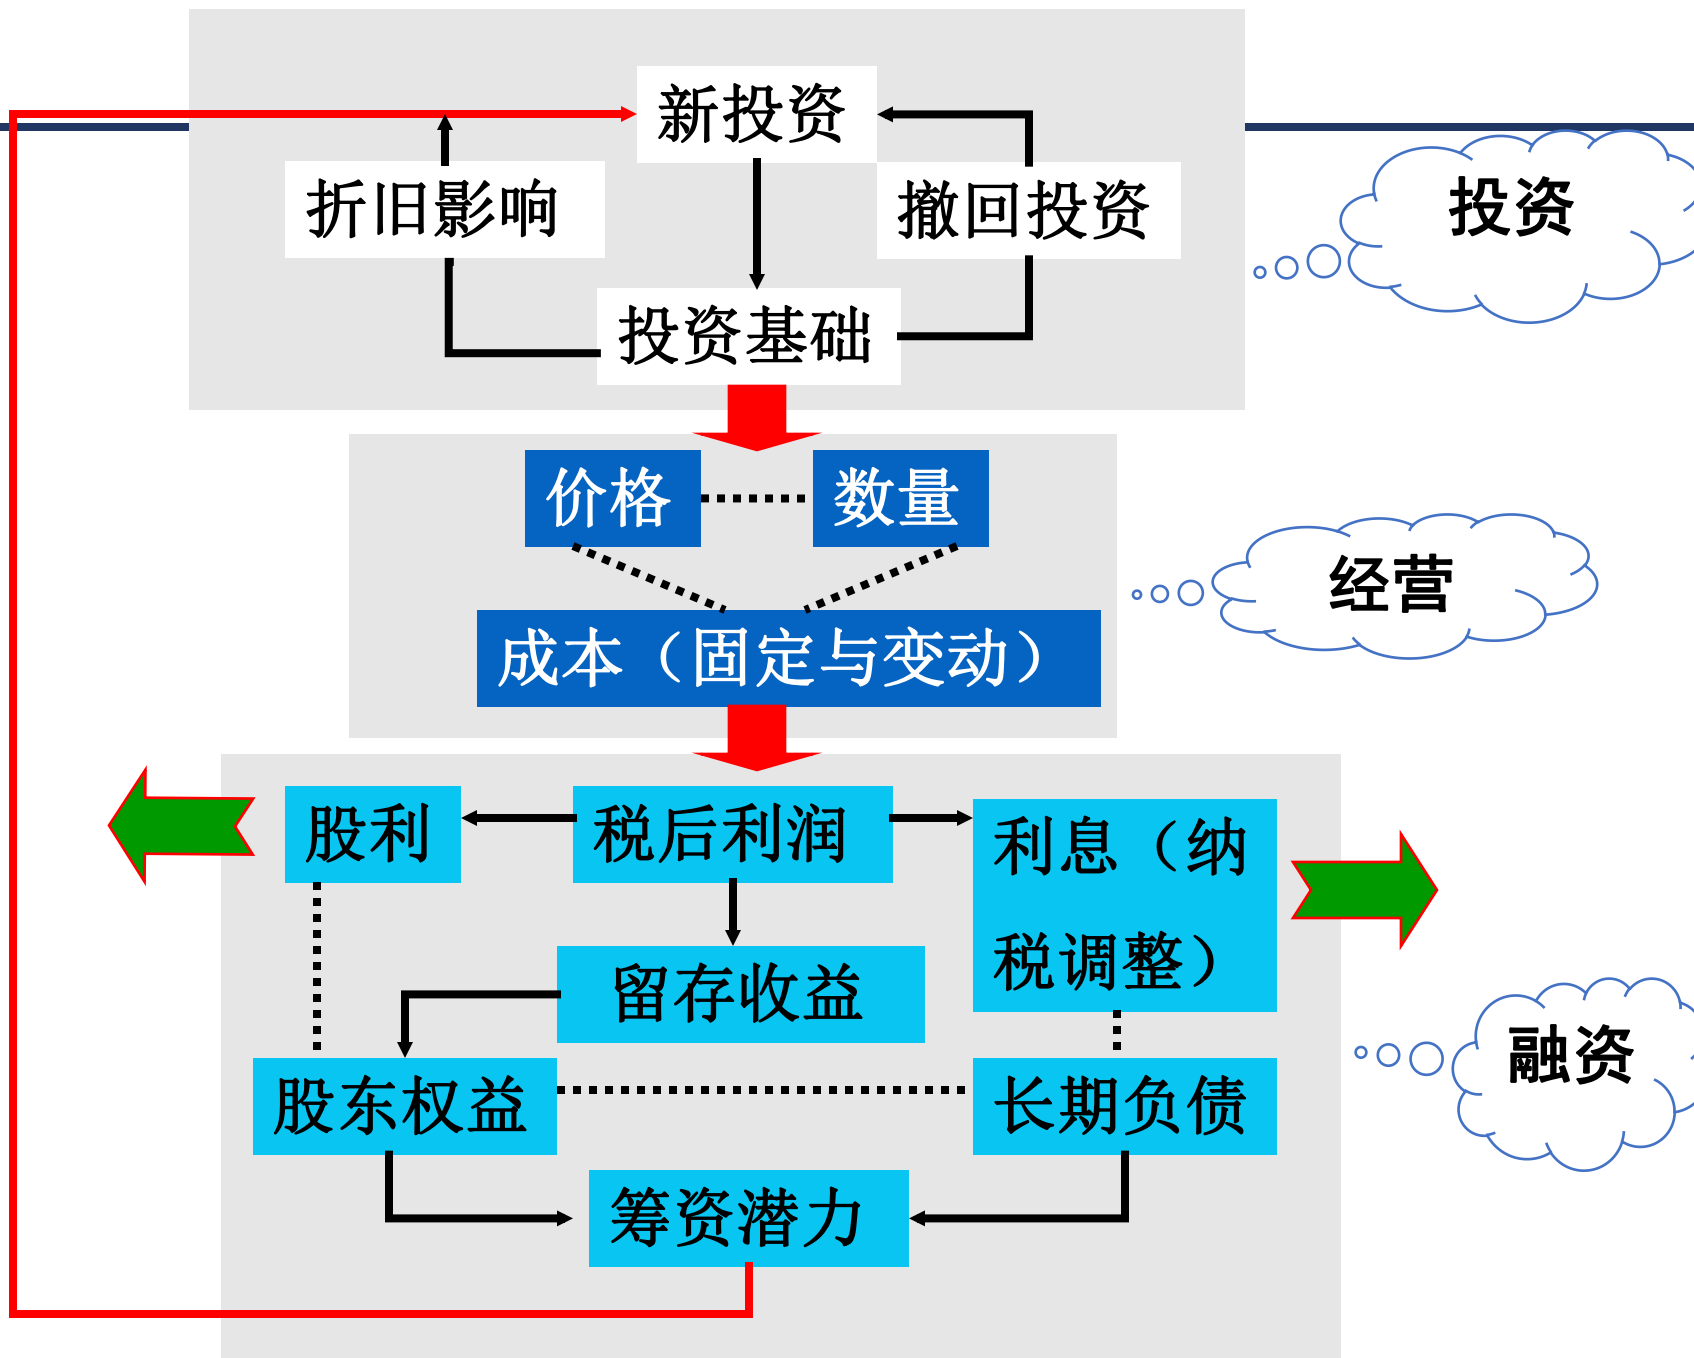 新投资
折旧影响
撤回投资
投资
投资基础
价格
数量
经营
成本（固定与变动）
股利
税后利润
利息（纳
税调整）
留存收益
融资
股东权益
长期负债
筹资潜力